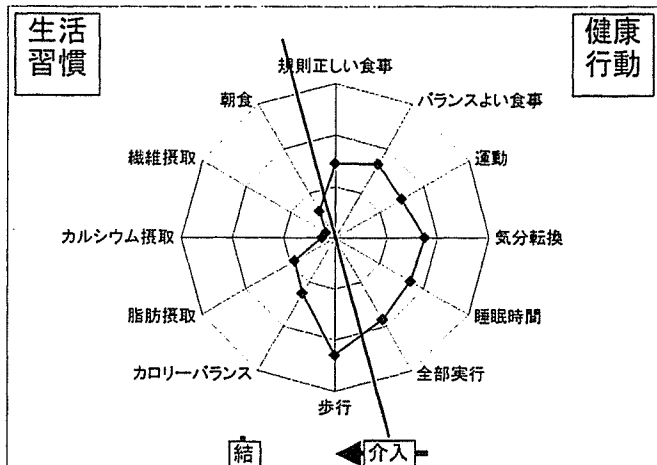 生活
習慣
健康
行動
規則正しい食事
朝食
バランスよい食事
繊維摂取
運動
カルシウム摂取
気分転換
脂肪摂取
睡眠時間
カロリーバランス
全部実行
歩行
結
介入